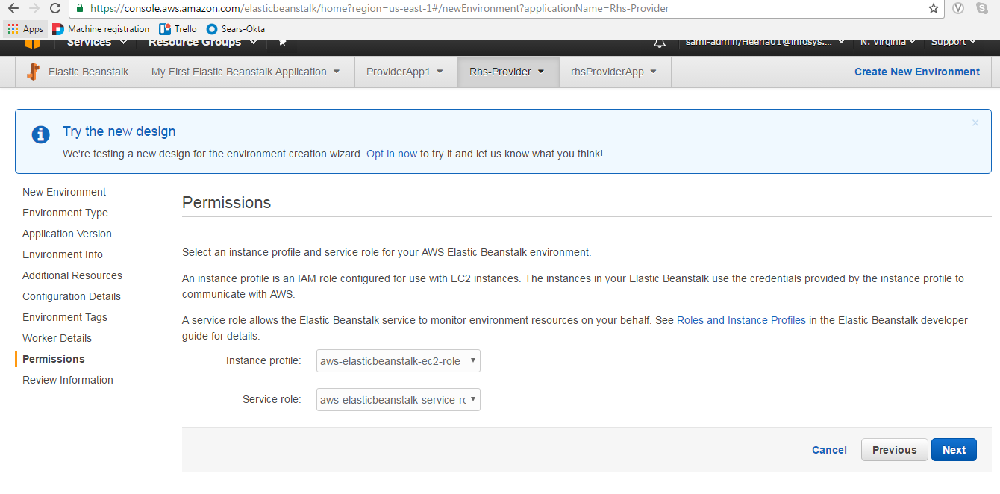 https://console.aws.amazon.com/elasticbeanstalk/home?region=us-east-1#/newEnvironment?applicationName=Rhs-Provider
Apps Machine registration Trello Sears-Okta
Services Resource Groups N. Virginia Support
Elastic Beanstalk My First Elastic Beanstalk Application ProviderApp1 Rhs-Provider rhsProviderApp Create New Environment
Try the new design ×
We're testing a new design for the environment creation wizard. Opt in now to try it and let us know what you think!
New Environment
Environment Type
Application Version
Environment Info
Additional Resources
Configuration Details
Environment Tags
Worker Details
Permissions
Review Information
Permissions
Select an instance profile and service role for your AWS Elastic Beanstalk environment.
An instance profile is an IAM role configured for use with EC2 instances. The instances in your Elastic Beanstalk use the credentials provided by the instance profile to
communicate with AWS.
A service role allows the Elastic Beanstalk service to monitor environment resources on your behalf. See Roles and Instance Profiles in the Elastic Beanstalk developer
guide for details.
Instance profile: aws-elasticbeanstalk-ec2-role
Service role: aws-elasticbeanstalk-service-ro
Cancel Previous Next